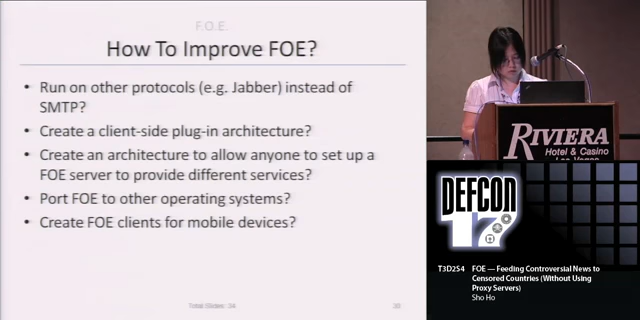 F.O.E.
How To Improve FOE?
• Run on other protocols (e.g. Jabber) instead of
SMTP?
• Create a client-side plug-in architecture?
• Create an architecture to allow anyone to set up a
FOE server to provide different services?
• Port FOE to other operating systems?
• Create FOE clients for mobile devices?
Total Slides: 34
RIVIERA
Hotel & Casino
Las Vegas
DEFCON
17
T3D2S4
FOE — Feeding Controversial News to
Censored Countries (Without Using
Proxy Servers)
Sho Ho